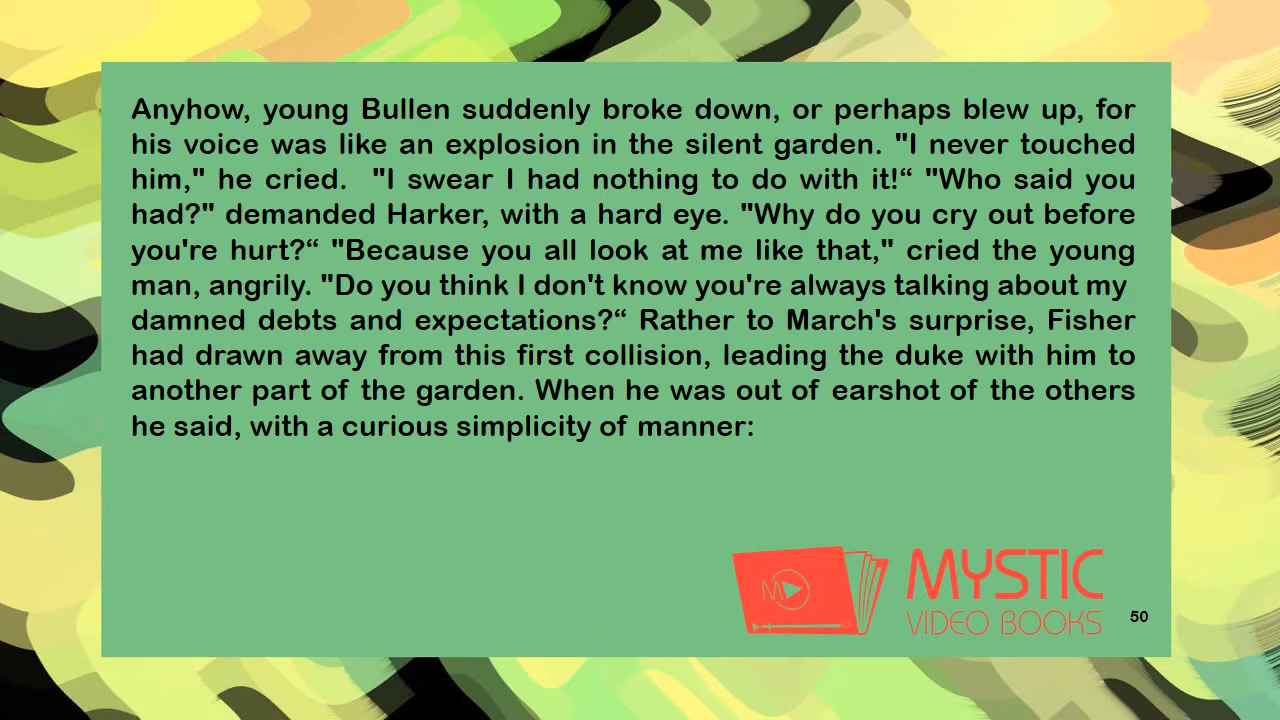 Anyhow, young Bullen suddenly broke down, or perhaps blew up, for
his voice was like an explosion in the silent garden. "I never touched
him," he cried.  "I swear I had nothing to do with it!“ "Who said you
had?" demanded Harker, with a hard eye. "Why do you cry out before
you're hurt?“ "Because you all look at me like that," cried the young
man, angrily. "Do you think I don't know you're always talking about my
damned debts and expectations?“ Rather to March's surprise, Fisher
had drawn away from this first collision, leading the duke with him to
another part of the garden. When he was out of earshot of the others
he said, with a curious simplicity of manner:
M
MYSTIC
VIDEO BOOKS
50